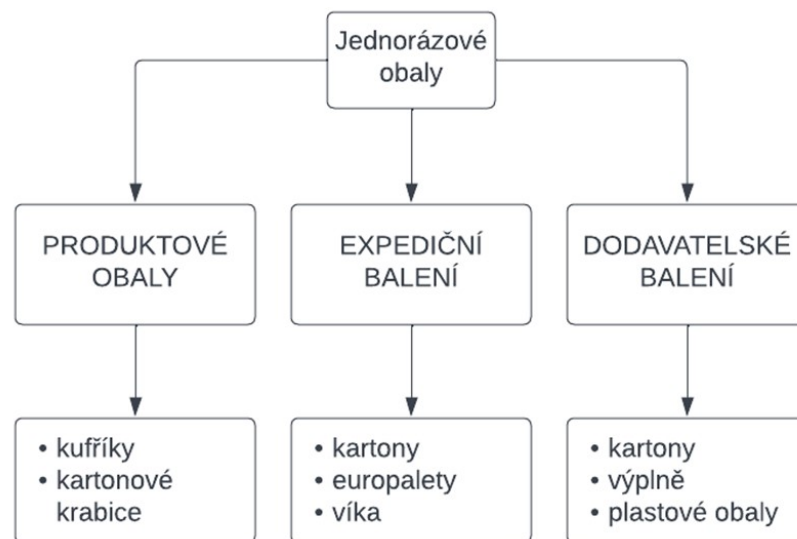 Jednorázové
obaly
PRODUKTOVÉ
OBALY
EXPEDIČNÍ
BALENÍ
DODAVATELSKÉ
BALENÍ
• kufříky
• kartonové
krabice
• kartony
• europalety
• víka
• kartony
• výplně
• plastové obaly